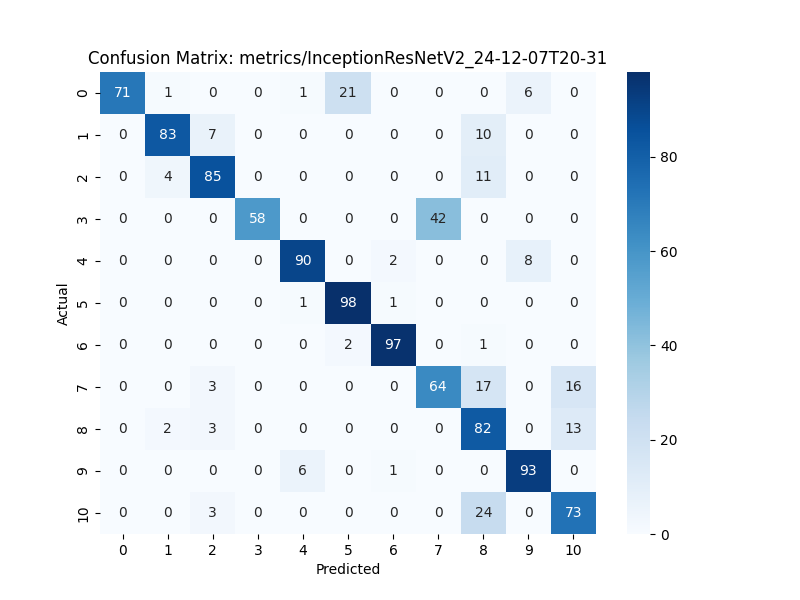 Confusion Matrix: metrics/InceptionResNetV2_24-12-07T20-31
0 71 1 0 0 1 21 0 0 0 6 0
1 0 83 7 0 0 0 0 0 10 0 0
2 0 4 85 0 0 0 0 0 11 0 0
3 0 0 0 58 0 0 0 42 0 0 0
4 0 0 0 0 90 0 2 0 0 8 0
5 0 0 0 0 1 98 1 0 0 0 0
6 0 0 0 0 0 2 97 0 1 0 0
7 0 0 3 0 0 0 0 64 17 0 16
8 0 2 3 0 0 0 0 0 82 0 13
9 0 0 0 0 6 0 1 0 0 93 0
10 0 0 3 0 0 0 0 0 24 0 73
0 1 2 3 4 5 6 7 8 9 10
Predicted
Actual
80
60
40
20
0